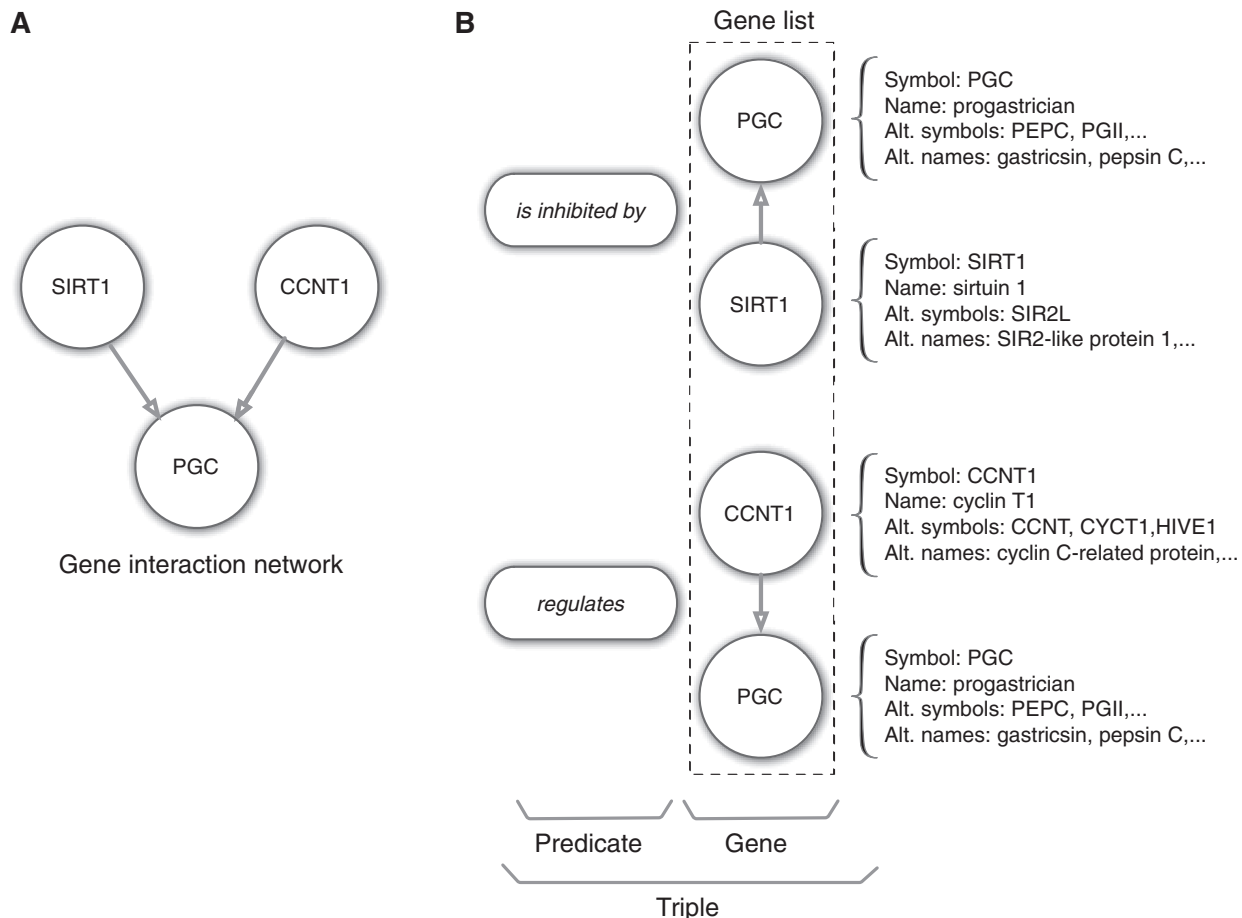 A
SIRT1
CCNT1
PGC
Gene interaction network
B
Gene list
PGC
Symbol: PGC
Name: progastrician
Alt. symbols: PEPC, PGII,...
Alt. names: gastricsin, pepsin C,...
is inhibited by
SIRT1
Symbol: SIRT1
Name: sirtuin 1
Alt. symbols: SIR2L
Alt. names: SIR2-like protein 1,...
CCNT1
Symbol: CCNT1
Name: cyclin T1
Alt. symbols: CCNT, CYCT1,HIVE1
Alt. names: cyclin C-related protein,...
regulates
PGC
Symbol: PGC
Name: progastrician
Alt. symbols: PEPC, PGII,...
Alt. names: gastricsin, pepsin C,...
Predicate
Gene
Triple